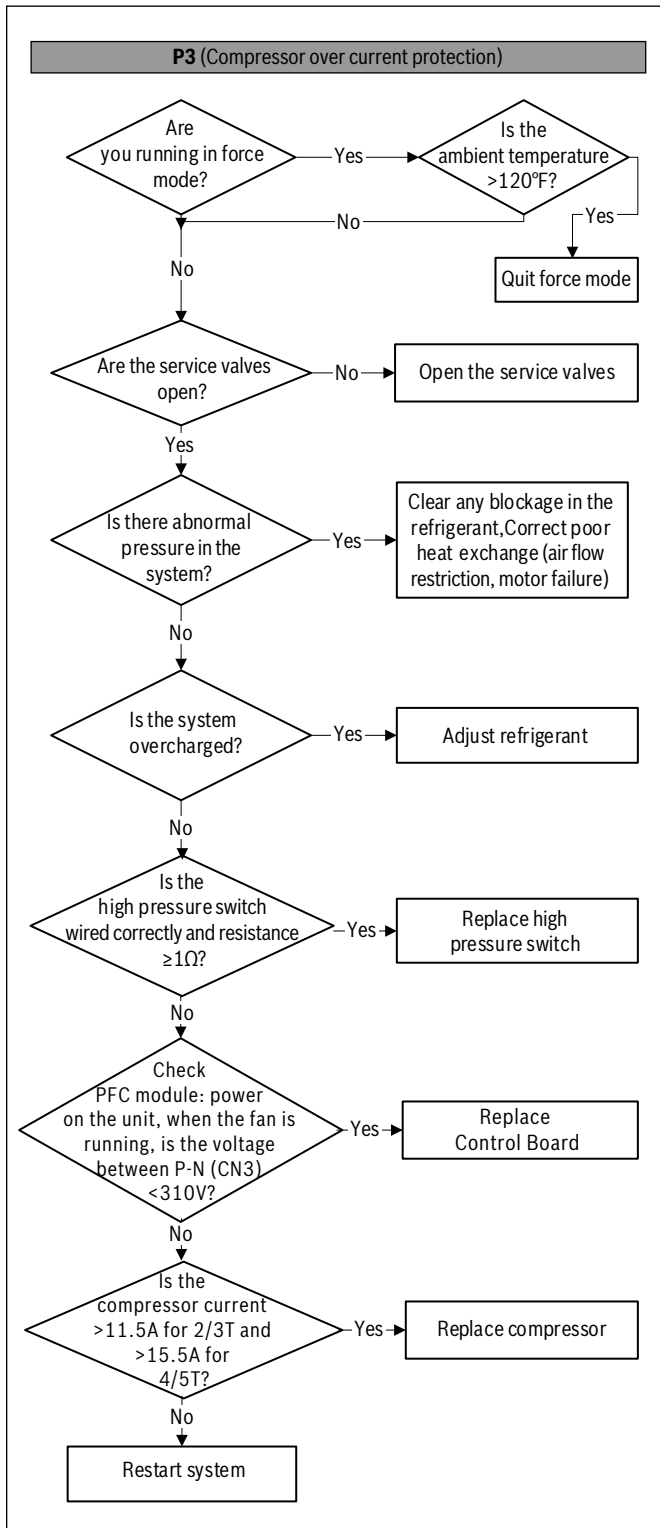 P3 (Compressor over current protection)
Are
you running in force
mode?
Yes
Is the
ambient temperature
>120°F?
No
Yes
No
Quit force mode
Are the service valves
open?
No
Open the service valves
Yes
Is there abnormal
pressure in the
system?
Yes
Clear any blockage in the
refrigerant,Correct poor
heat exchange (air flow
restriction, motor failure)
No
Is the system
overcharged?
Yes
Adjust refrigerant
No
Is the
high pressure switch
wired correctly and resistance
≥1Ω?
Yes
Replace high
pressure switch
No
Check
PFC module: power
on the unit, when the fan is
running, is the voltage
between P-N (CN3)
<310V?
Yes
Replace
Control Board
No
Is the
compressor current
>11.5A for 2/3T and
>15.5A for
4/5T?
Yes
Replace compressor
No
Restart system